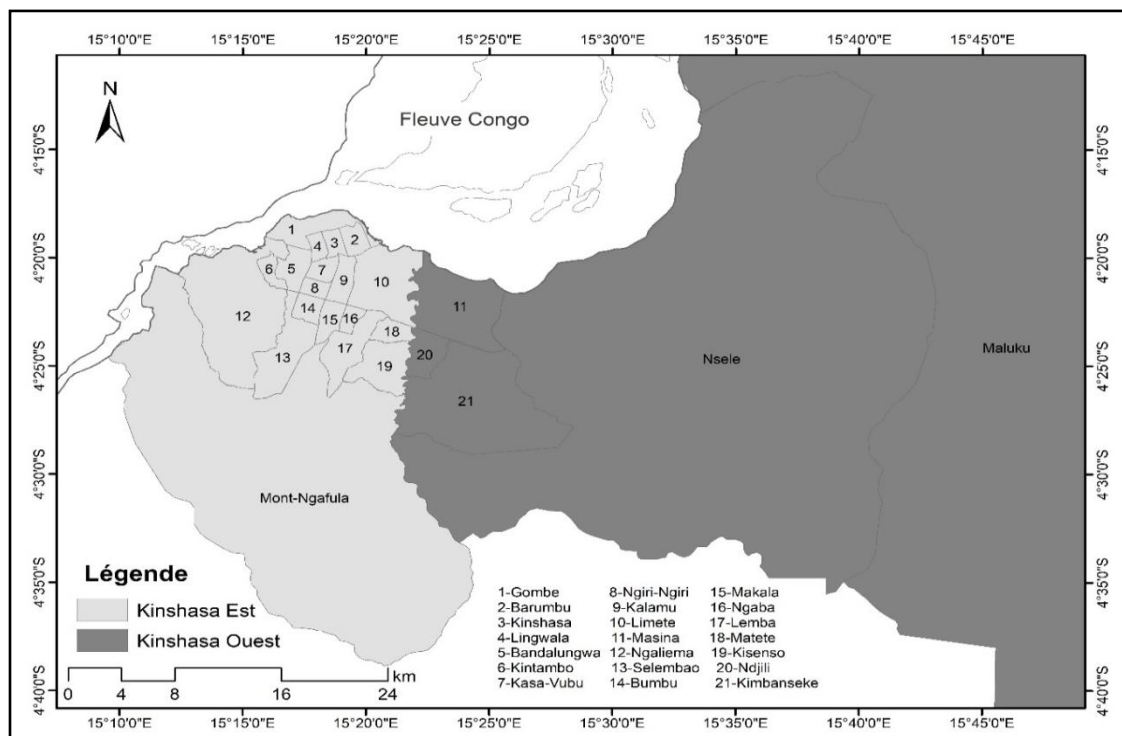 15°10'0"E 15°15'0"E 15°20'0"E 15°25'0"E 15°30'0"E 15°35'0"E 15°40'0"E 15°45'0"E
N
Fleuve Congo
4°15'0"S 4°15'0"S
1 4 3 2
4°20'0"S 4°20'0"S
6 5 7 9 10
8
11
12 14 15 16
18
13 17 20 Nsele Maluku
19
4°25'0"S 4°25'0"S
21
4°30'0"S 4°30'0"S
Mont-Ngafula
4°35'0"S 4°35'0"S
Légende
Kinshasa Est
Kinshasa Ouest
km
0 4 8 16 24
1-Gombe 8-Ngiri-Ngiri 15-Makala
2-Barumbu 9-Kalamu 16-Ngaba
3-Kinshasa 10-Limete 17-Lemba
4-Lingwala 11-Masina 18-Matete
5-Bandalungwa 12-Ngaliema 19-Kisenso
6-Kintambo 13-Selembao 20-Ndjili
7-Kasa-Vubu 14-Bumbu 21-Kimbanseke
4°40'0"S 4°40'0"S
15°10'0"E 15°15'0"E 15°20'0"E 15°25'0"E 15°30'0"E 15°35'0"E 15°40'0"E 15°45'0"E